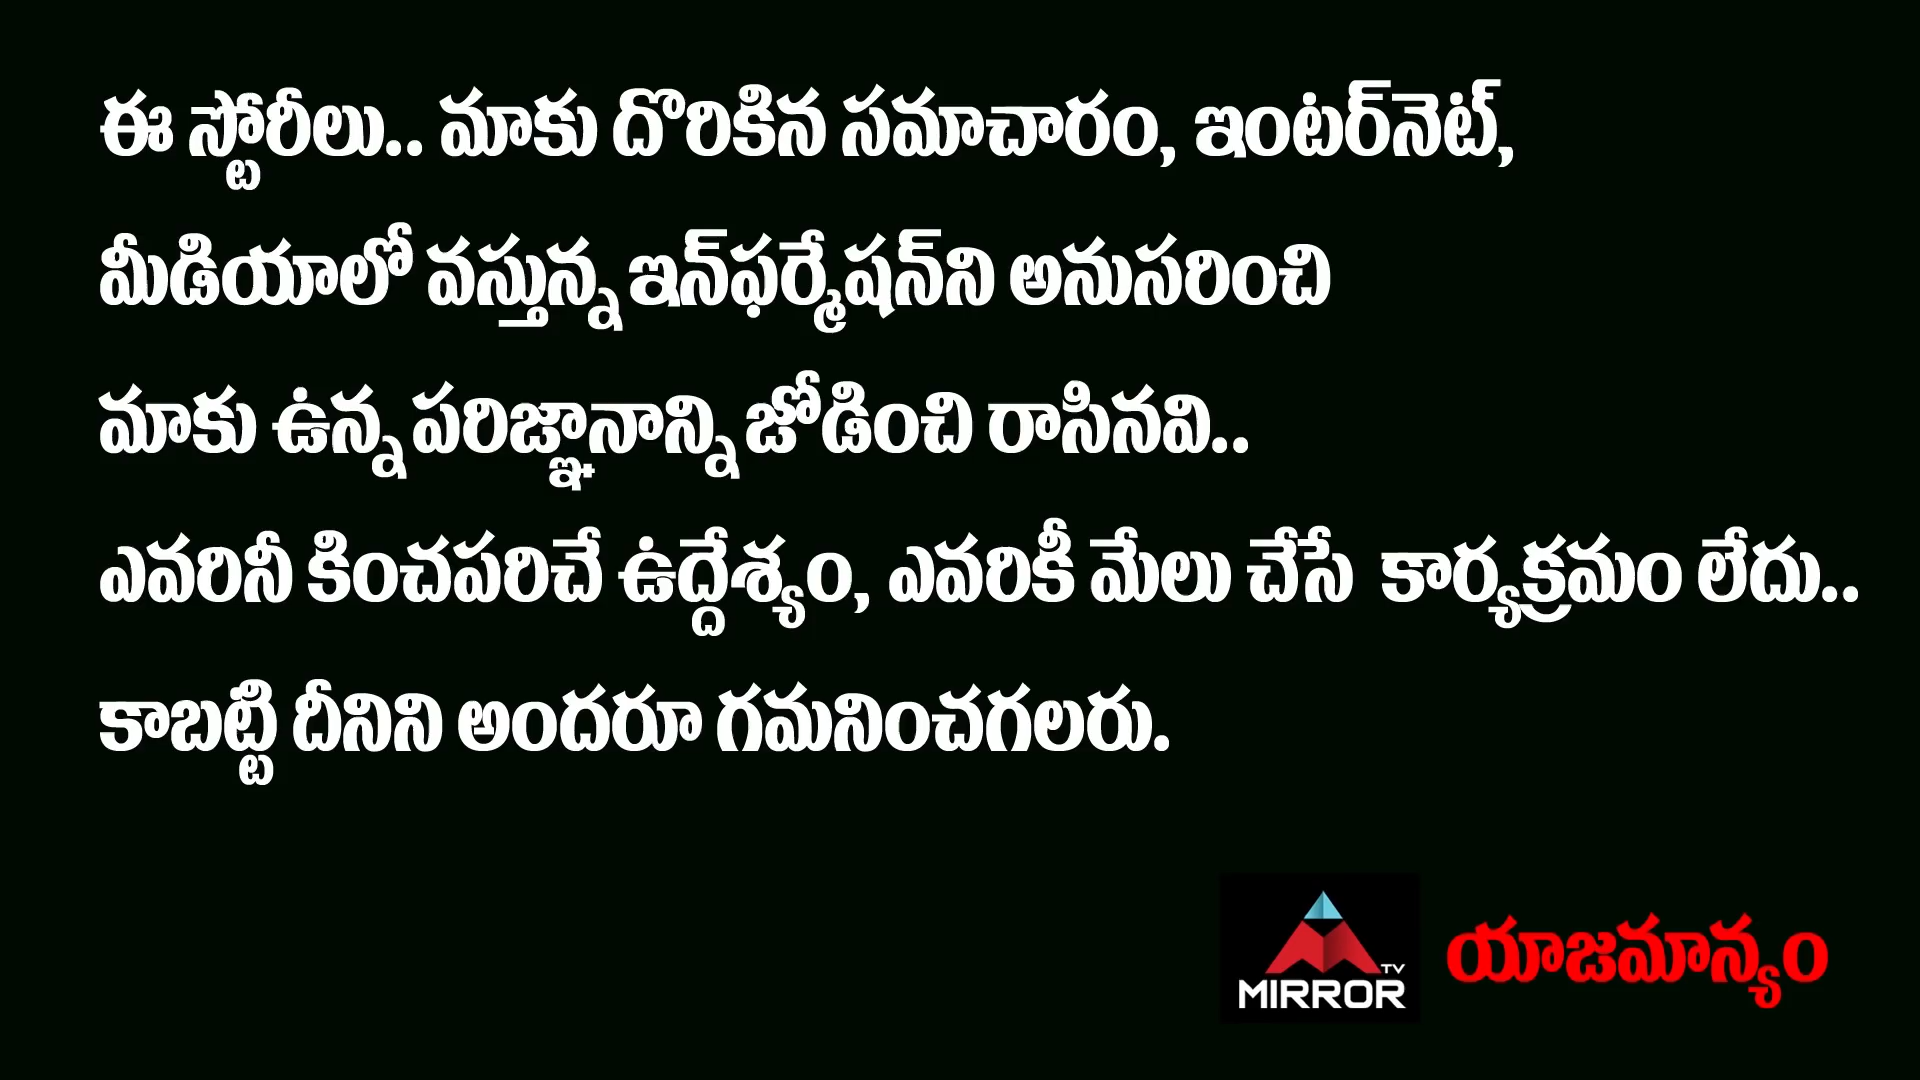 ఈ స్టోరీలు.. మాకు దొరికిన సమాచారం, ఇంటర్‌నెట్,
మీడియాలో వస్తున్న ఇన్‌ఫర్మేషన్‌ని అనుసరించి
మాకు ఉన్న పరిజ్ఞానాన్ని జోడించి రాసినవి..
ఎవరినీ కించపరిచే ఉద్దేశ్యం, ఎవరికీ మేలు చేసే కార్యక్రమం లేదు..
కాబట్టి దీనిని అందరూ గమనించగలరు.
TV
MIRROR
యాజమాన్యం